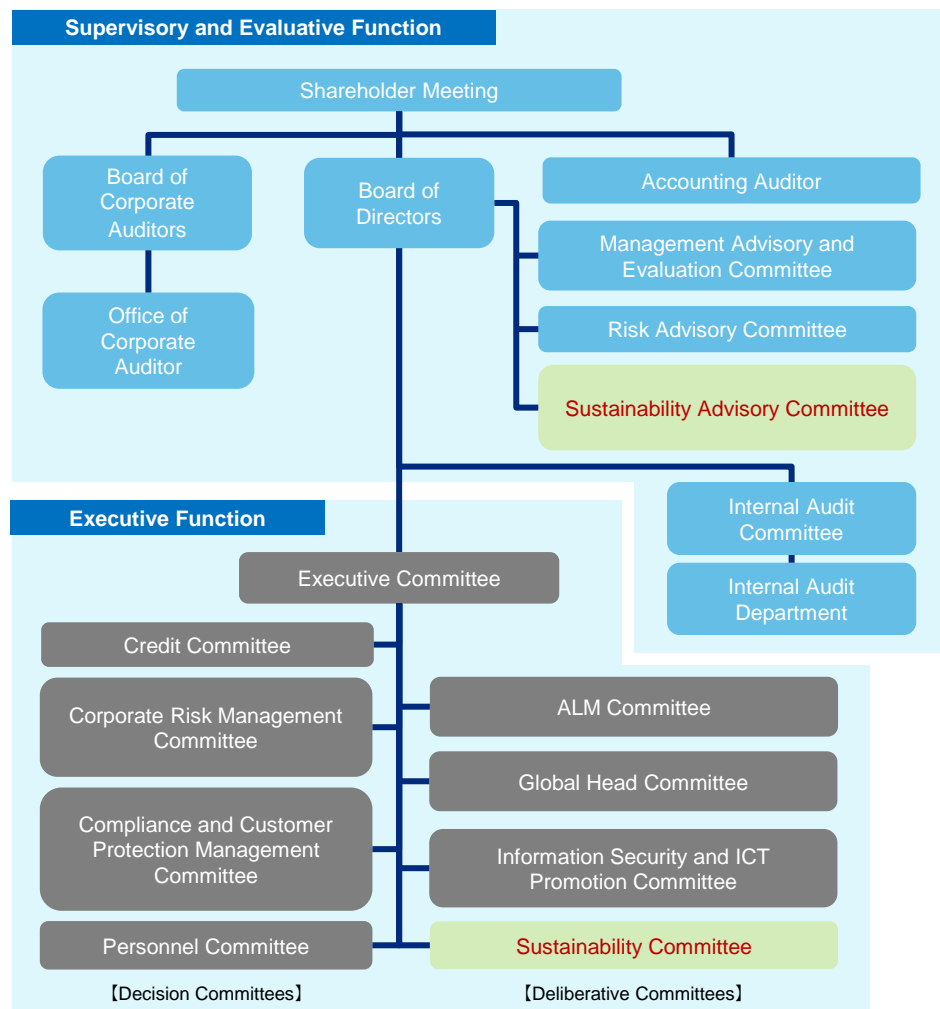 Supervisory and Evaluative Function
Shareholder Meeting
Board of
Corporate
Auditors
Board of
Directors
Accounting Auditor
Management Advisory and
Evaluation Committee
Office of
Corporate
Auditor
Risk Advisory Committee
Sustainability Advisory Committee
Internal Audit
Committee
Internal Audit
Department
Executive Function
Executive Committee
Credit Committee
Corporate Risk Management
Committee
Compliance and Customer
Protection Management
Committee
Personnel Committee
【Decision Committees】
ALM Committee
Global Head Committee
Information Security and ICT
Promotion Committee
Sustainability Committee
【Deliberative Committees】